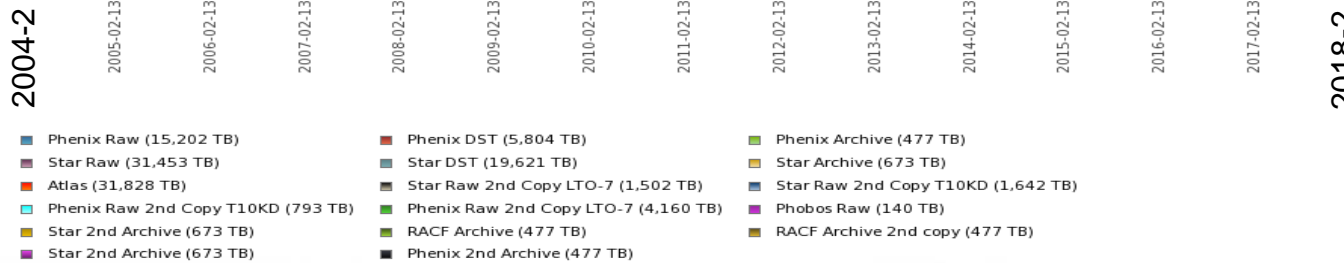 2004-2
2005-02-13
2006-02-13
2007-02-13
2008-02-13
2009-02-13
2010-02-13
2011-02-13
2012-02-13
2013-02-13
2014-02-13
2015-02-13
2016-02-13
2017-02-13
2018-2
Phenix Raw (15,202 TB)
Phenix DST (5,804 TB)
Phenix Archive (477 TB)
Star Raw (31,453 TB)
Star DST (19,621 TB)
Star Archive (673 TB)
Atlas (31,828 TB)
Star Raw 2nd Copy LTO-7 (1,502 TB)
Star Raw 2nd Copy T10KD (1,642 TB)
Phenix Raw 2nd Copy T10KD (793 TB)
Phenix Raw 2nd Copy LTO-7 (4,160 TB)
Phobos Raw (140 TB)
Star 2nd Archive (673 TB)
RACF Archive (477 TB)
RACF Archive 2nd copy (477 TB)
Star 2nd Archive (673 TB)
Phenix 2nd Archive (477 TB)